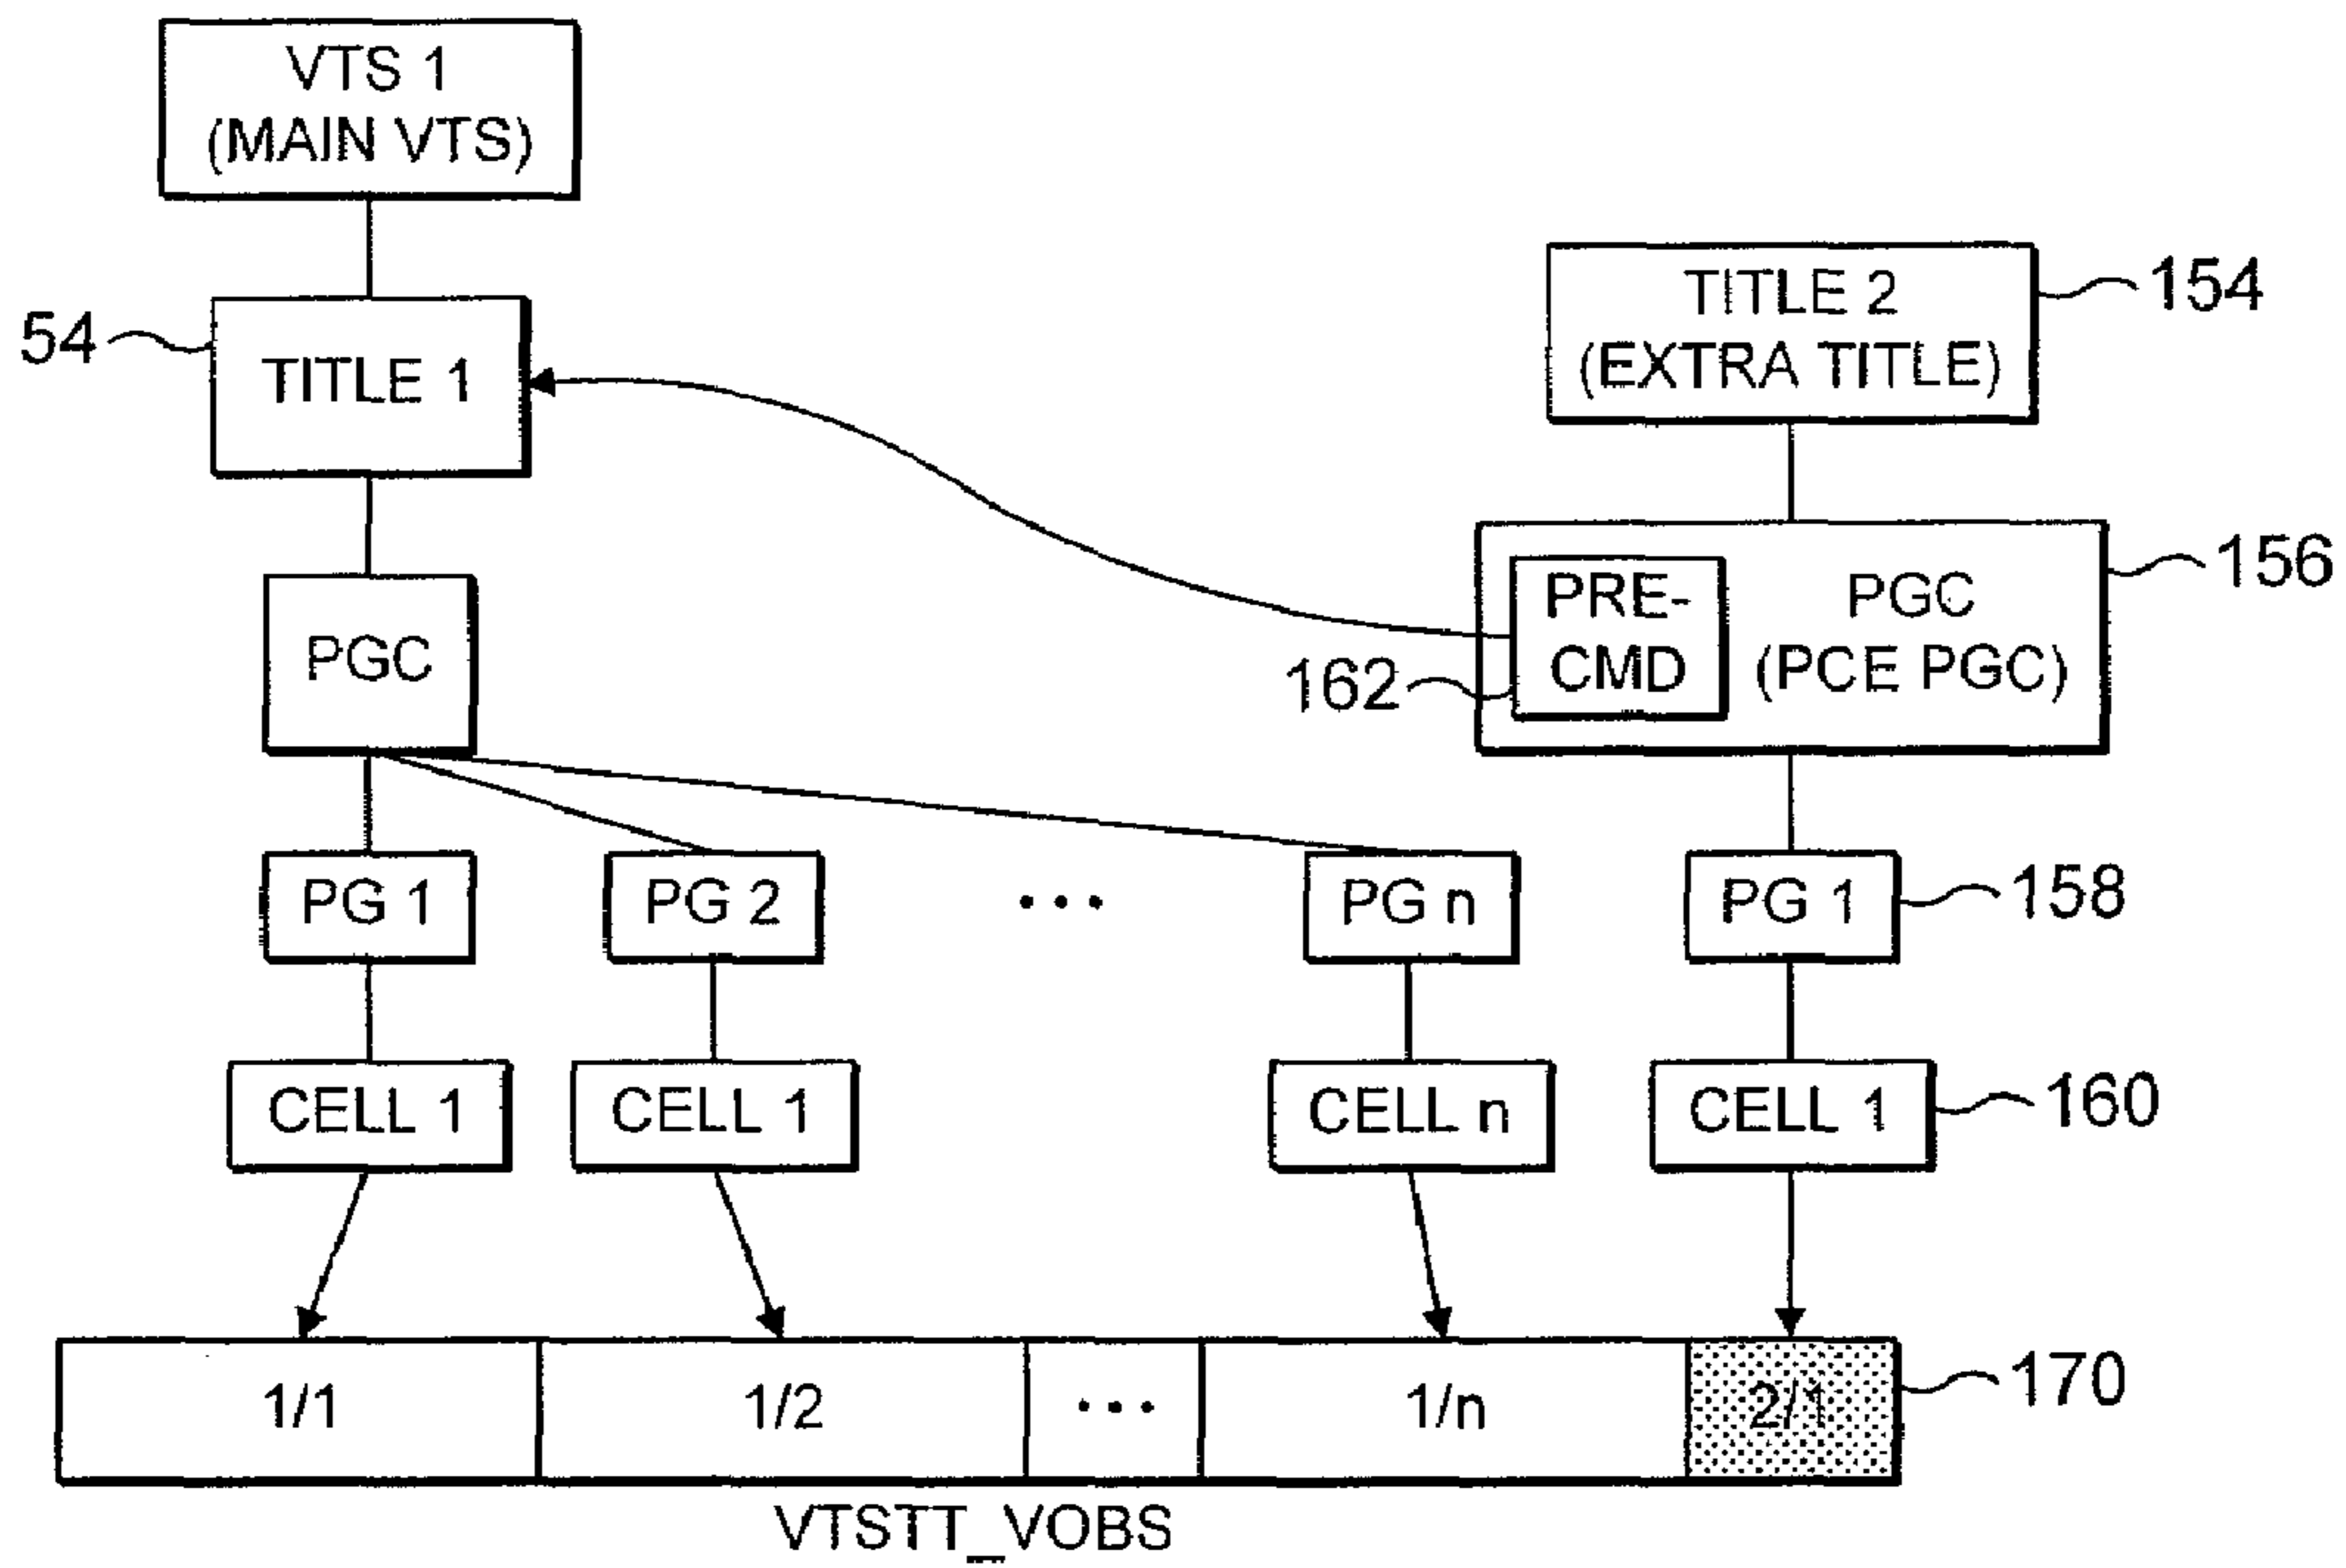 VTS 1
(MAIN VTS)
TITLE 2
(EXTRA TITLE)
154
54
TITLE 1
PRE-
CMD
PGC
(PCE PGC)
156
162
PGC
PG 1
PG 2
• • •
PG n
PG 1
158
CELL 1
CELL 1
CELL n
CELL 1
160
1/1
1/2
• • •
1/n
2/1
170
VTSTT_VOBS